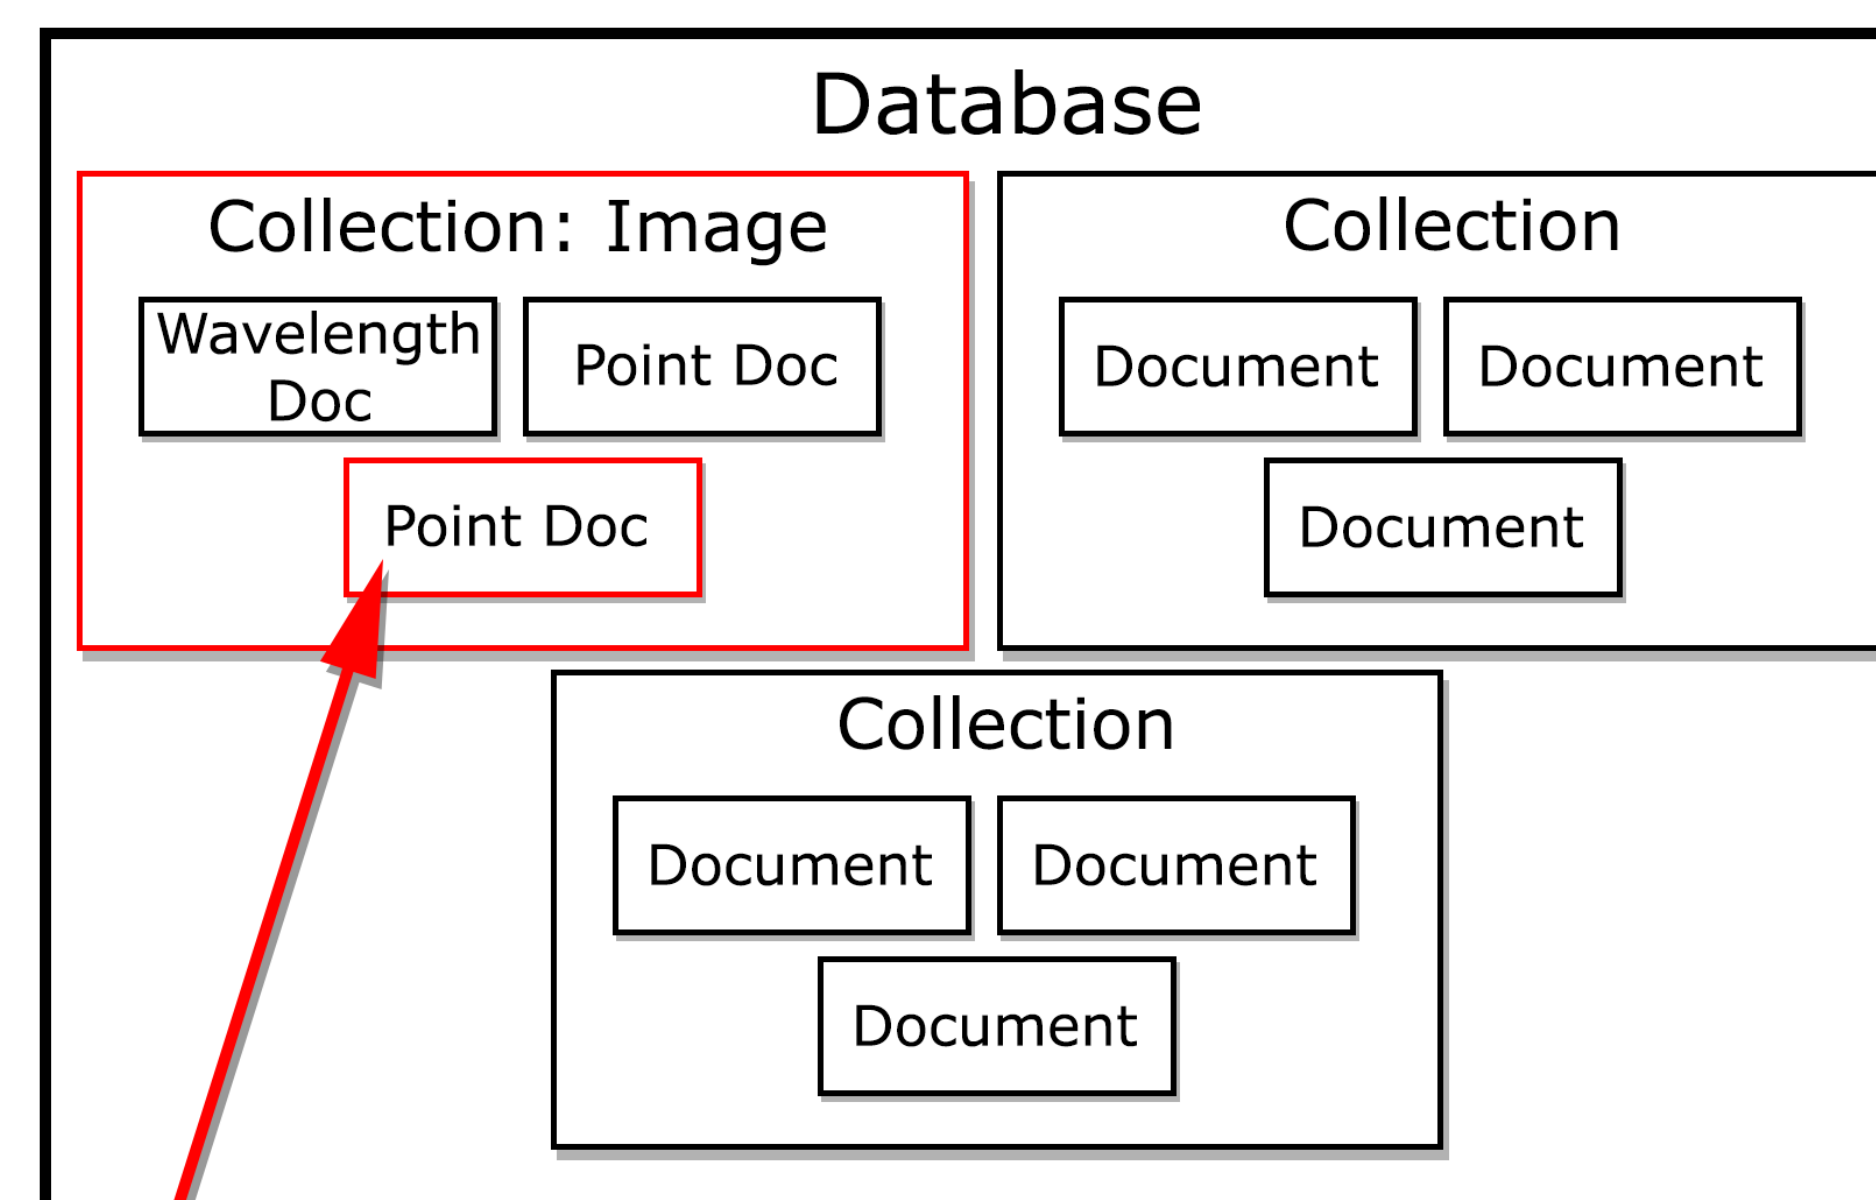 Database
Collection: Image
Wavelength
Doc
Point Doc
Point Doc
Collection
Document
Document
Document
Collection
Document
Document
Document